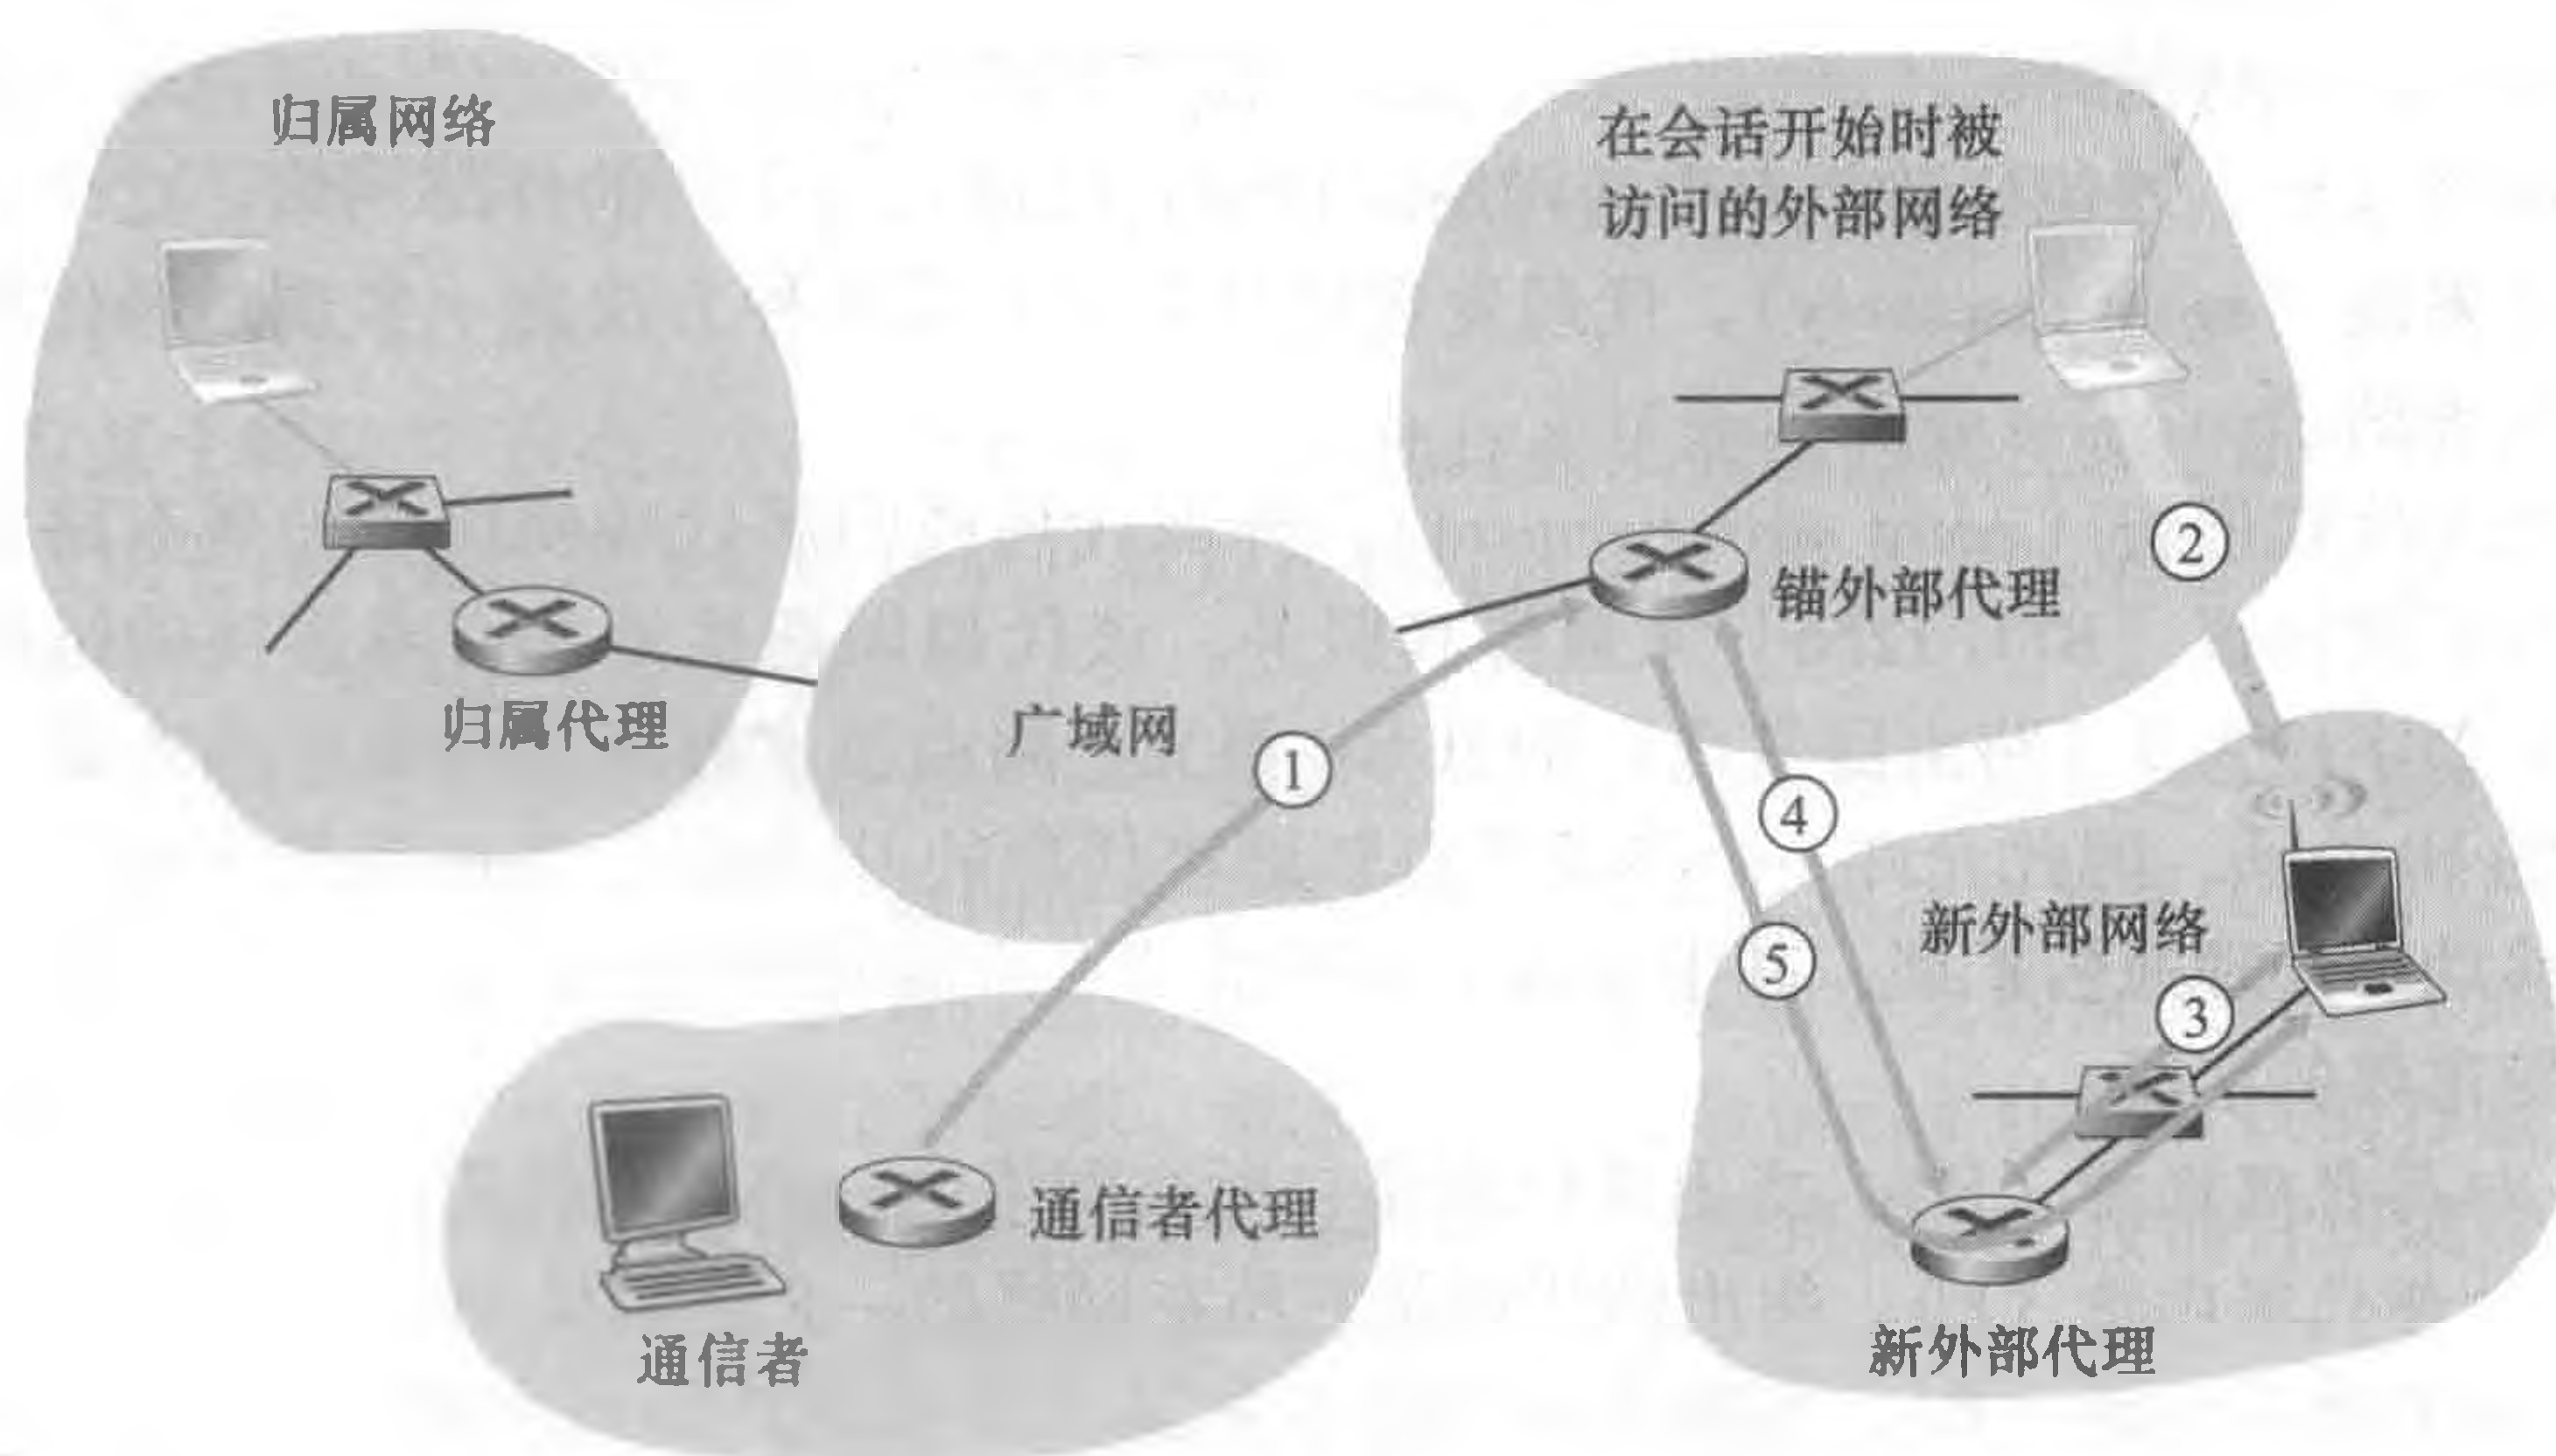 归属网络
在会话开始时被
访问的外部网络
②
锚外部代理
归属代理
广域网
①
④
新外部网络
⑤
③
通信者代理
通信者
新外部代理